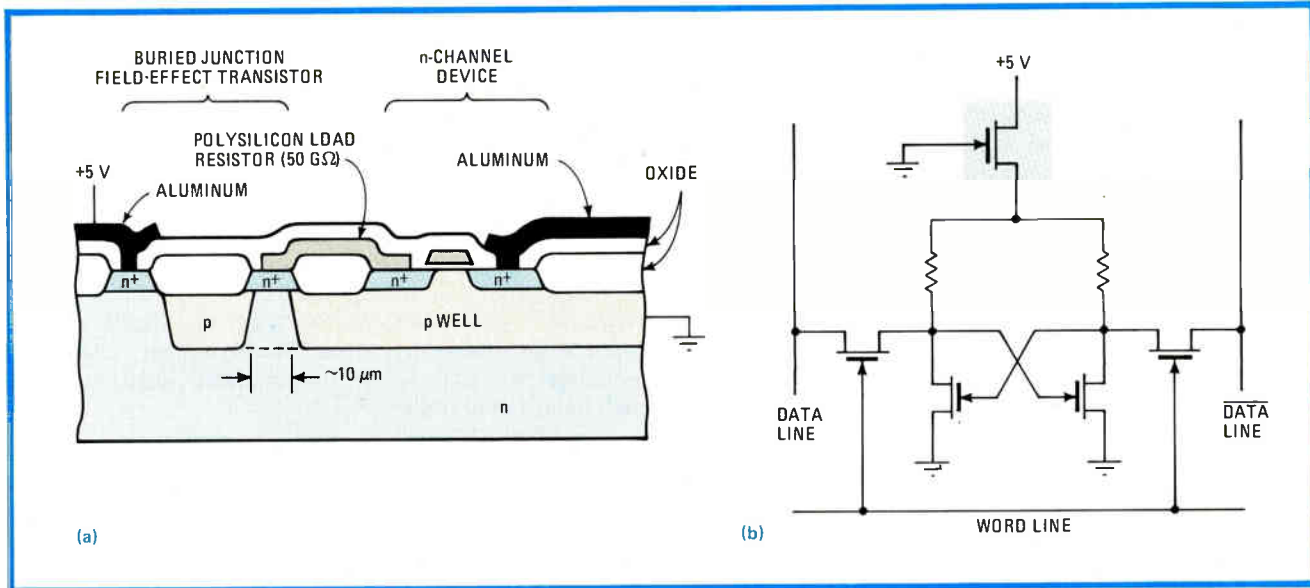 BURIED JUNCTION
FIELD-EFFECT TRANSISTOR
n-CHANNEL
DEVICE
POLYSILICON LOAD
RESISTOR (50 GΩ)
ALUMINUM
OXIDE
+5 V
ALUMINUM
n+
n+
n+
n+
p
p WELL
~10 μm
n
(a)
+5 V
DATA
LINE
DATA
LINE
WORD LINE
(b)